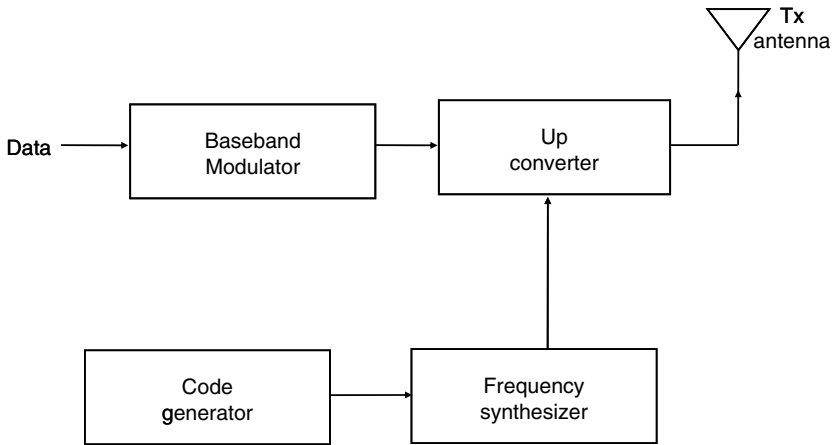 Tx
antenna
Data
Baseband
Modulator
Up
converter
Code
generator
Frequency
synthesizer